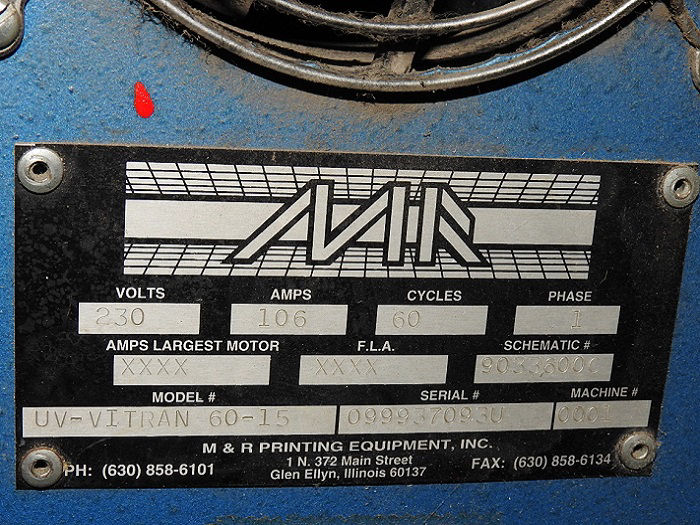 M&R
VOLTS AMPS CYCLES PHASE
230 106 60 1
AMPS LARGEST MOTOR F.L.A. SCHEMATIC #
XXXX XXXX 9033600C
MODEL # SERIAL # MACHINE #
UV-VITRAN 60-15 099937093U 0001
M & R PRINTING EQUIPMENT, INC.
PH: (630) 858-6101 1 N. 372 Main Street FAX: (630) 858-6134
Glen Ellyn, Illinois 60137